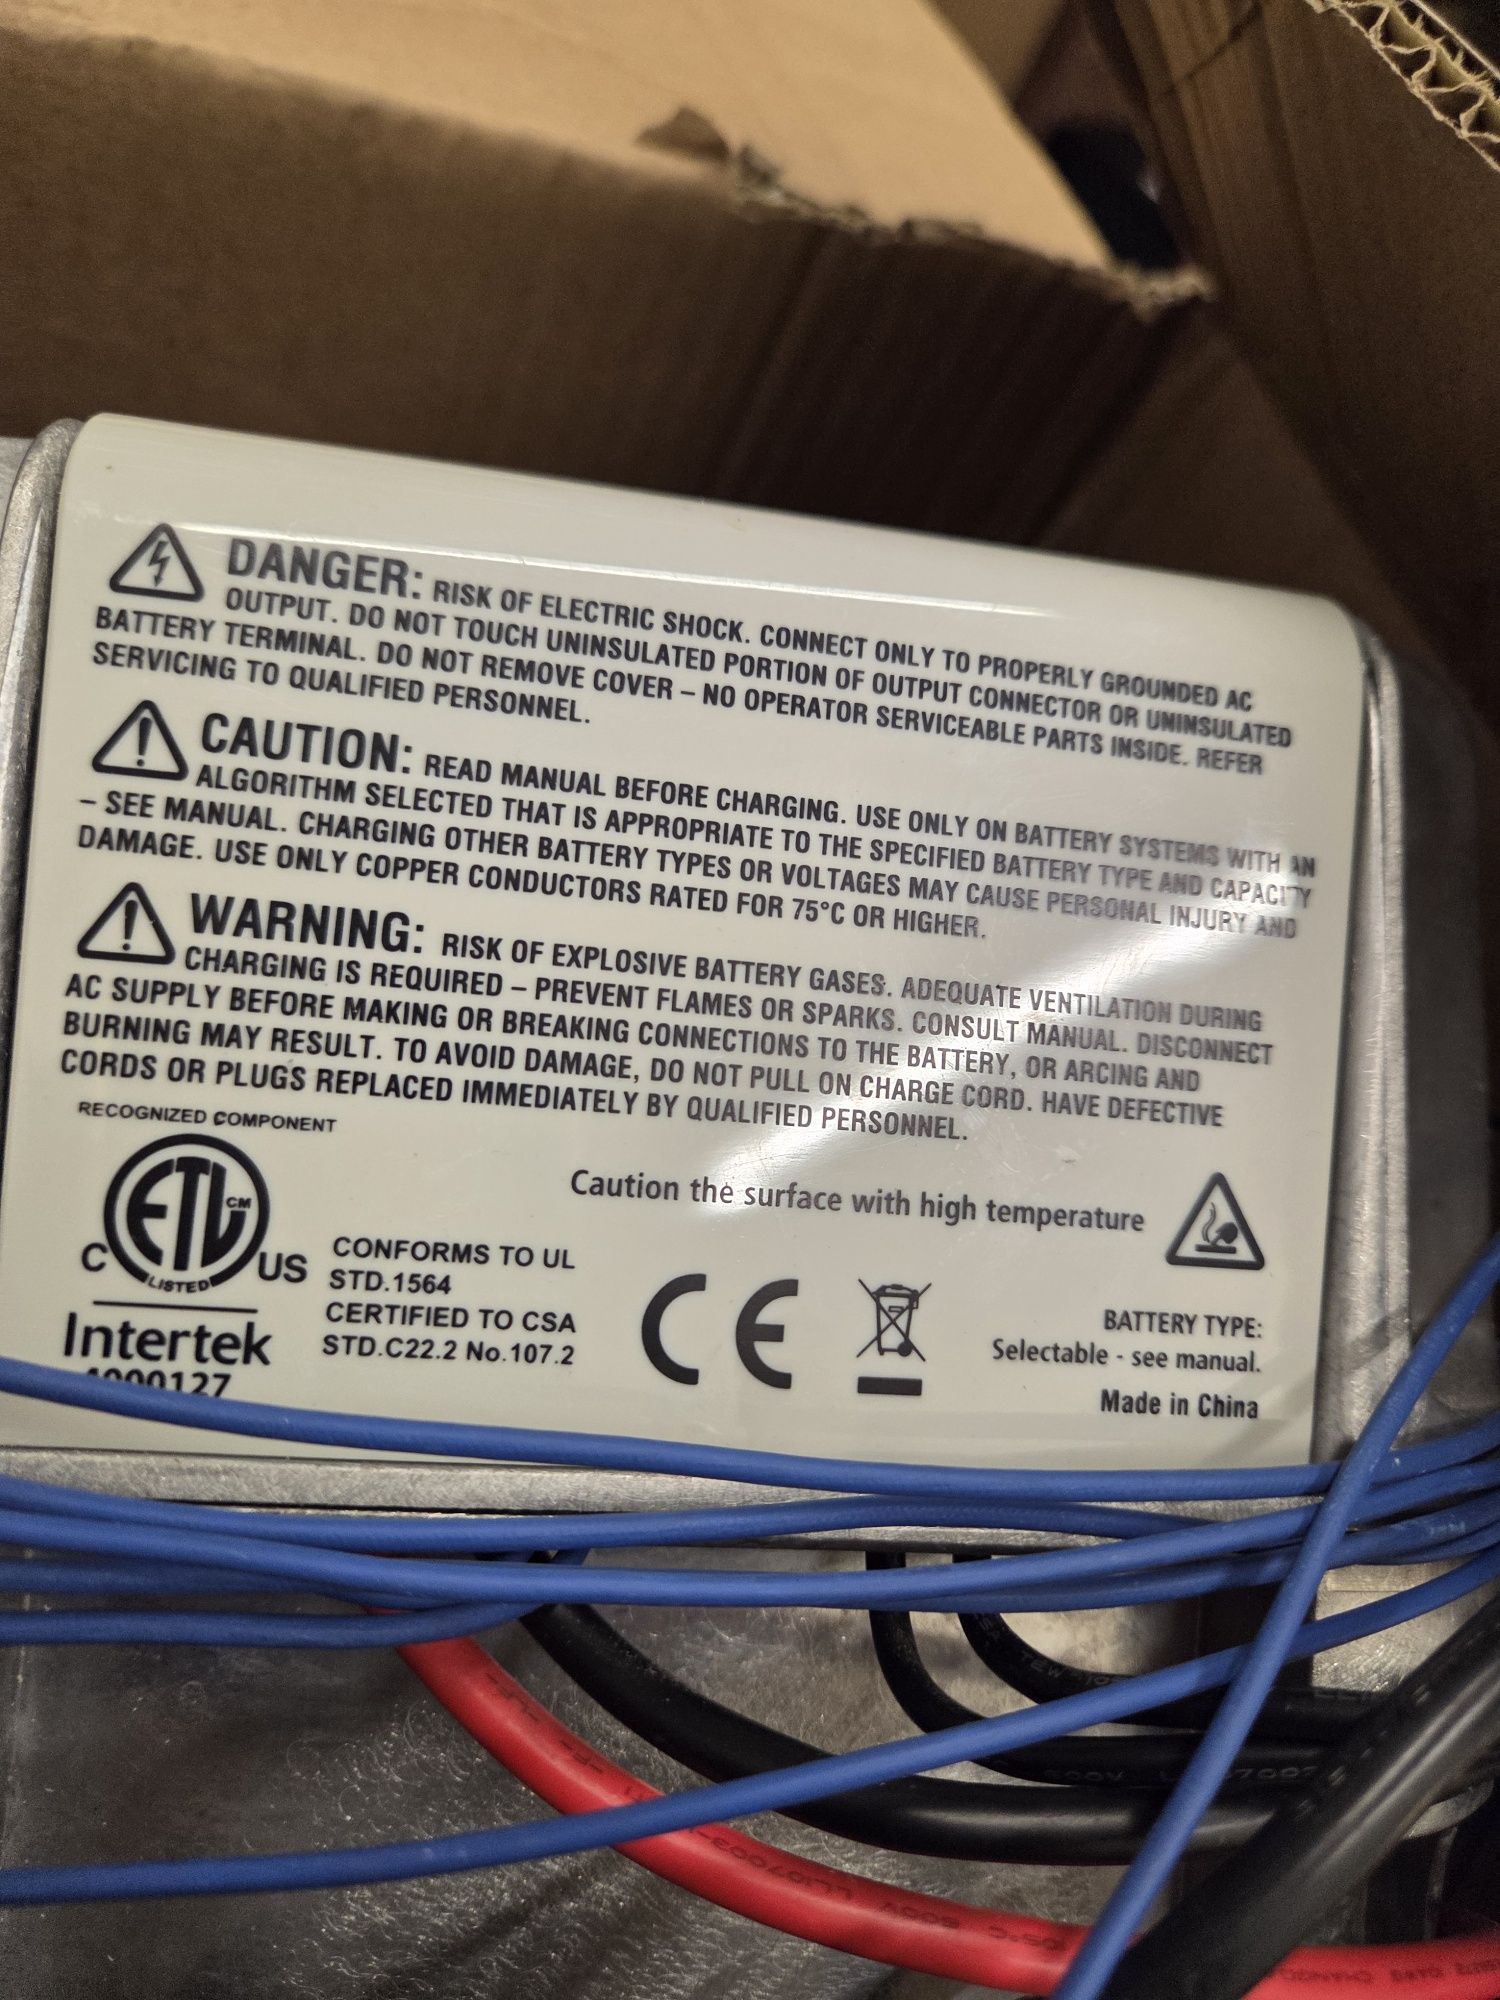 DANGER: RISK OF ELECTRIC SHOCK. CONNECT ONLY TO PROPERLY GROUNDED AC
OUTPUT. DO NOT TOUCH UNINSULATED PORTION OF OUTPUT CONNECTOR OR UNINSULATED
BATTERY TERMINAL. DO NOT REMOVE COVER – NO OPERATOR SERVICEABLE PARTS INSIDE. REFER
SERVICING TO QUALIFIED PERSONNEL.
CAUTION: READ MANUAL BEFORE CHARGING. USE ONLY ON BATTERY SYSTEMS WITH AN
ALGORITHM SELECTED THAT IS APPROPRIATE TO THE SPECIFIED BATTERY TYPE AND CAPACITY
– SEE MANUAL. CHARGING OTHER BATTERY TYPES OR VOLTAGES MAY CAUSE PERSONAL INJURY AND
DAMAGE. USE ONLY COPPER CONDUCTORS RATED FOR 75°C OR HIGHER.
WARNING: RISK OF EXPLOSIVE BATTERY GASES. ADEQUATE VENTILATION DURING
CHARGING IS REQUIRED – PREVENT FLAMES OR SPARKS. CONSULT MANUAL. DISCONNECT
AC SUPPLY BEFORE MAKING OR BREAKING CONNECTIONS TO THE BATTERY, OR ARCING AND
BURNING MAY RESULT. TO AVOID DAMAGE, DO NOT PULL ON CHARGE CORD. HAVE DEFECTIVE
CORDS OR PLUGS REPLACED IMMEDIATELY BY QUALIFIED PERSONNEL.
RECOGNIZED COMPONENT
Caution the surface with high temperature
C ETL CM US
LISTED
Intertek
4000127
CONFORMS TO UL
STD.1564
CERTIFIED TO CSA
STD.C22.2 No.107.2
CE
BATTERY TYPE:
Selectable - see manual.
Made in China
600V
LL107003
600V